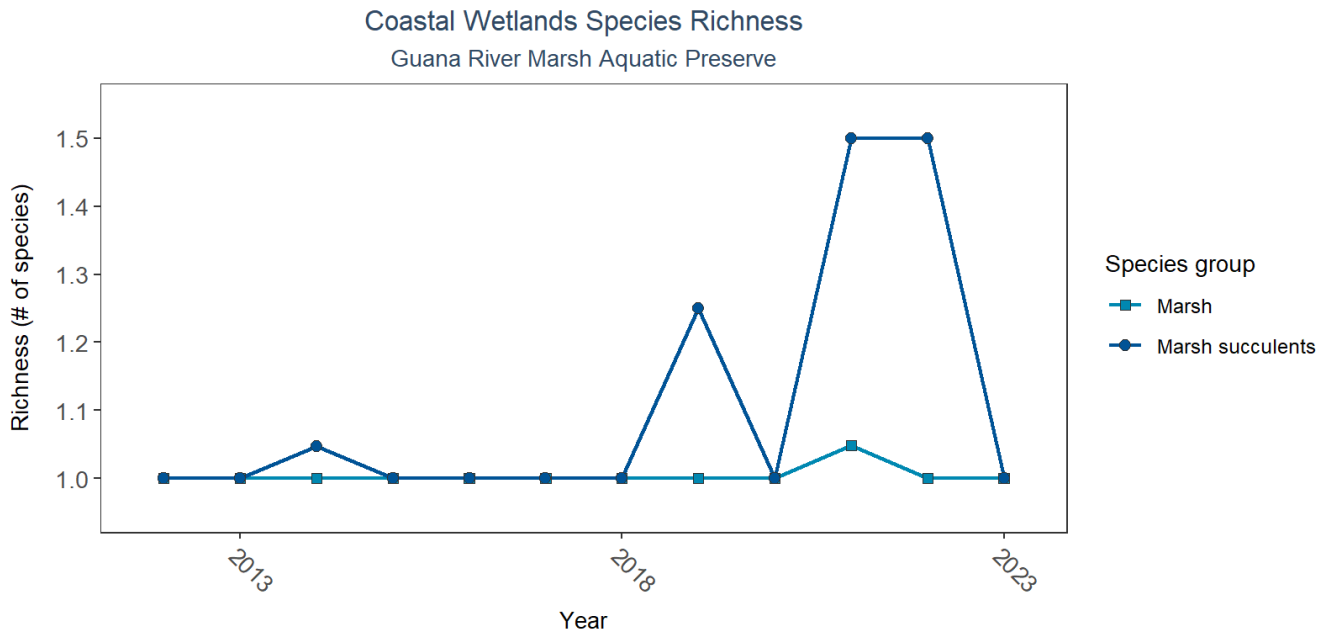 Coastal Wetlands Species Richness
Guana River Marsh Aquatic Preserve
Richness (# of species)
1.5
1.4
1.3
1.2
1.1
1.0
2013
2018
2023
Year
Species group
Marsh
Marsh succulents